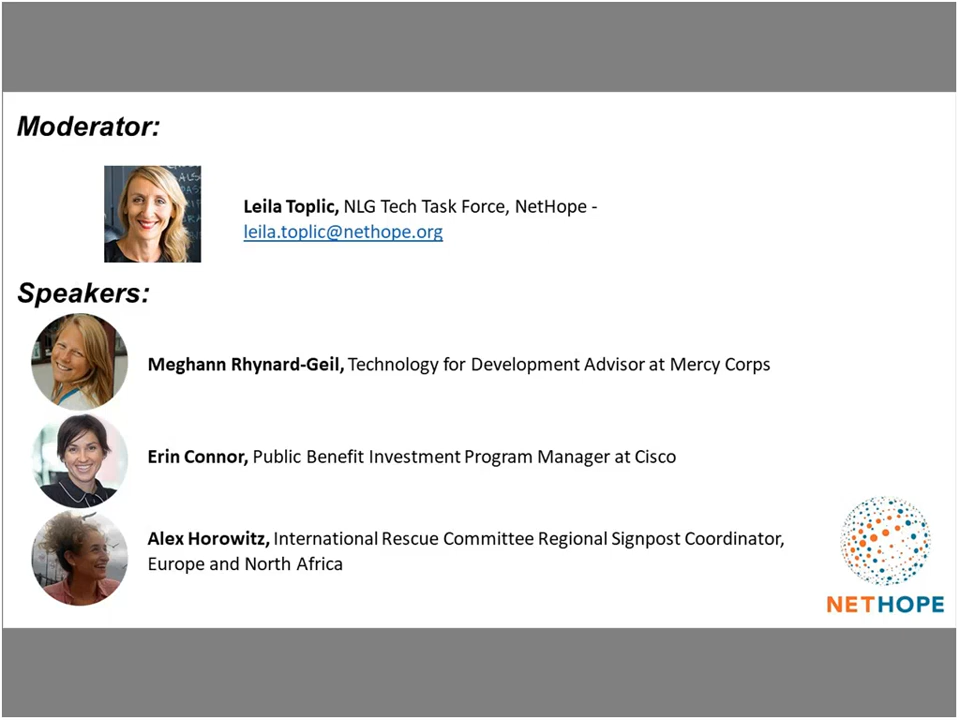 Moderator:
Leila Toplic, NLG Tech Task Force, NetHope -
leila.toplic@nethope.org
Speakers:
Meghann Rhynard-Geil, Technology for Development Advisor at Mercy Corps
Erin Connor, Public Benefit Investment Program Manager at Cisco
Alex Horowitz, International Rescue Committee Regional Signpost Coordinator,
Europe and North Africa
NETHOPE